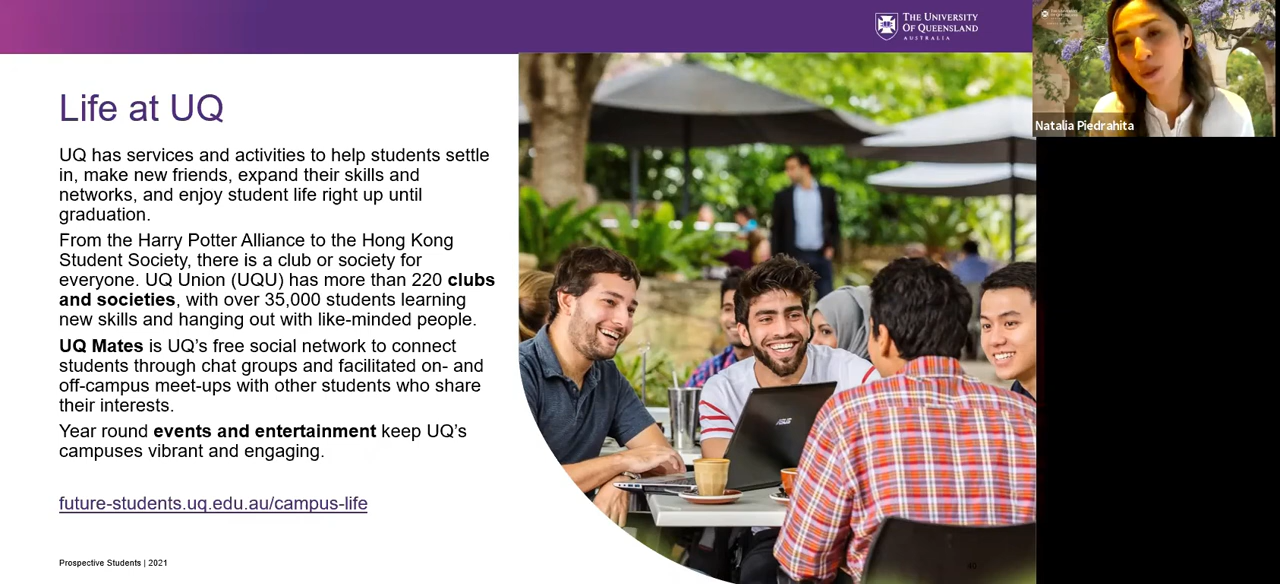 THE UNIVERSITY
OF QUEENSLAND
AUSTRALIA
Natalia Piedrahita
Life at UQ
UQ has services and activities to help students settle
in, make new friends, expand their skills and
networks, and enjoy student life right up until
graduation.
From the Harry Potter Alliance to the Hong Kong
Student Society, there is a club or society for
everyone. UQ Union (UQU) has more than 220 clubs
and societies, with over 35,000 students learning
new skills and hanging out with like-minded people.
UQ Mates is UQ’s free social network to connect
students through chat groups and facilitated on- and
off-campus meet-ups with other students who share
their interests.
Year round events and entertainment keep UQ’s
campuses vibrant and engaging.
future-students.uq.edu.au/campus-life
ASUS
Prospective Students | 2021